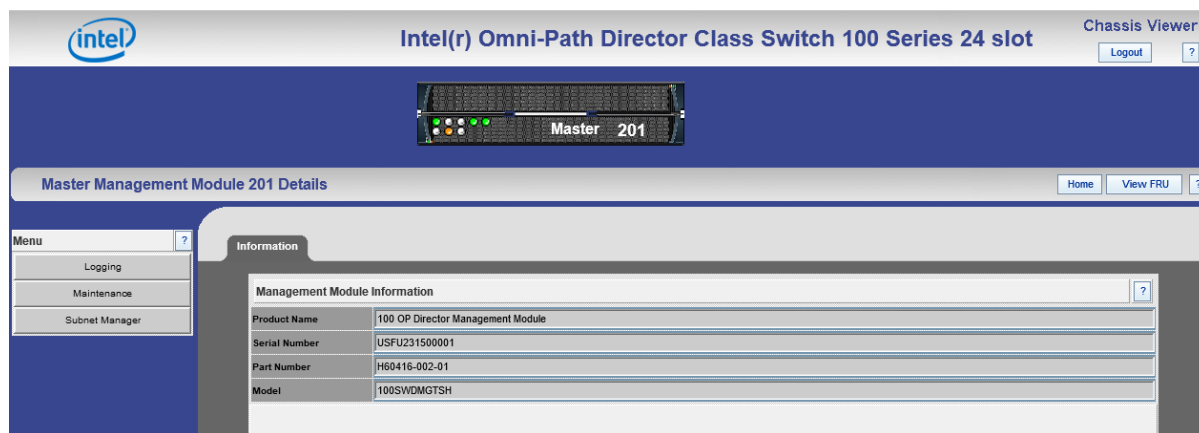 intel
Intel(r) Omni-Path Director Class Switch 100 Series 24 slot
Chassis Viewer
Logout
?
Master 201
Master Management Module 201 Details
Home
View FRU
?
Menu
?
Logging
Maintenance
Subnet Manager
Information
Management Module Information
?
Product Name 100 OP Director Management Module
Serial Number USFU231500001
Part Number H60416-002-01
Model 100SWDMGTSH